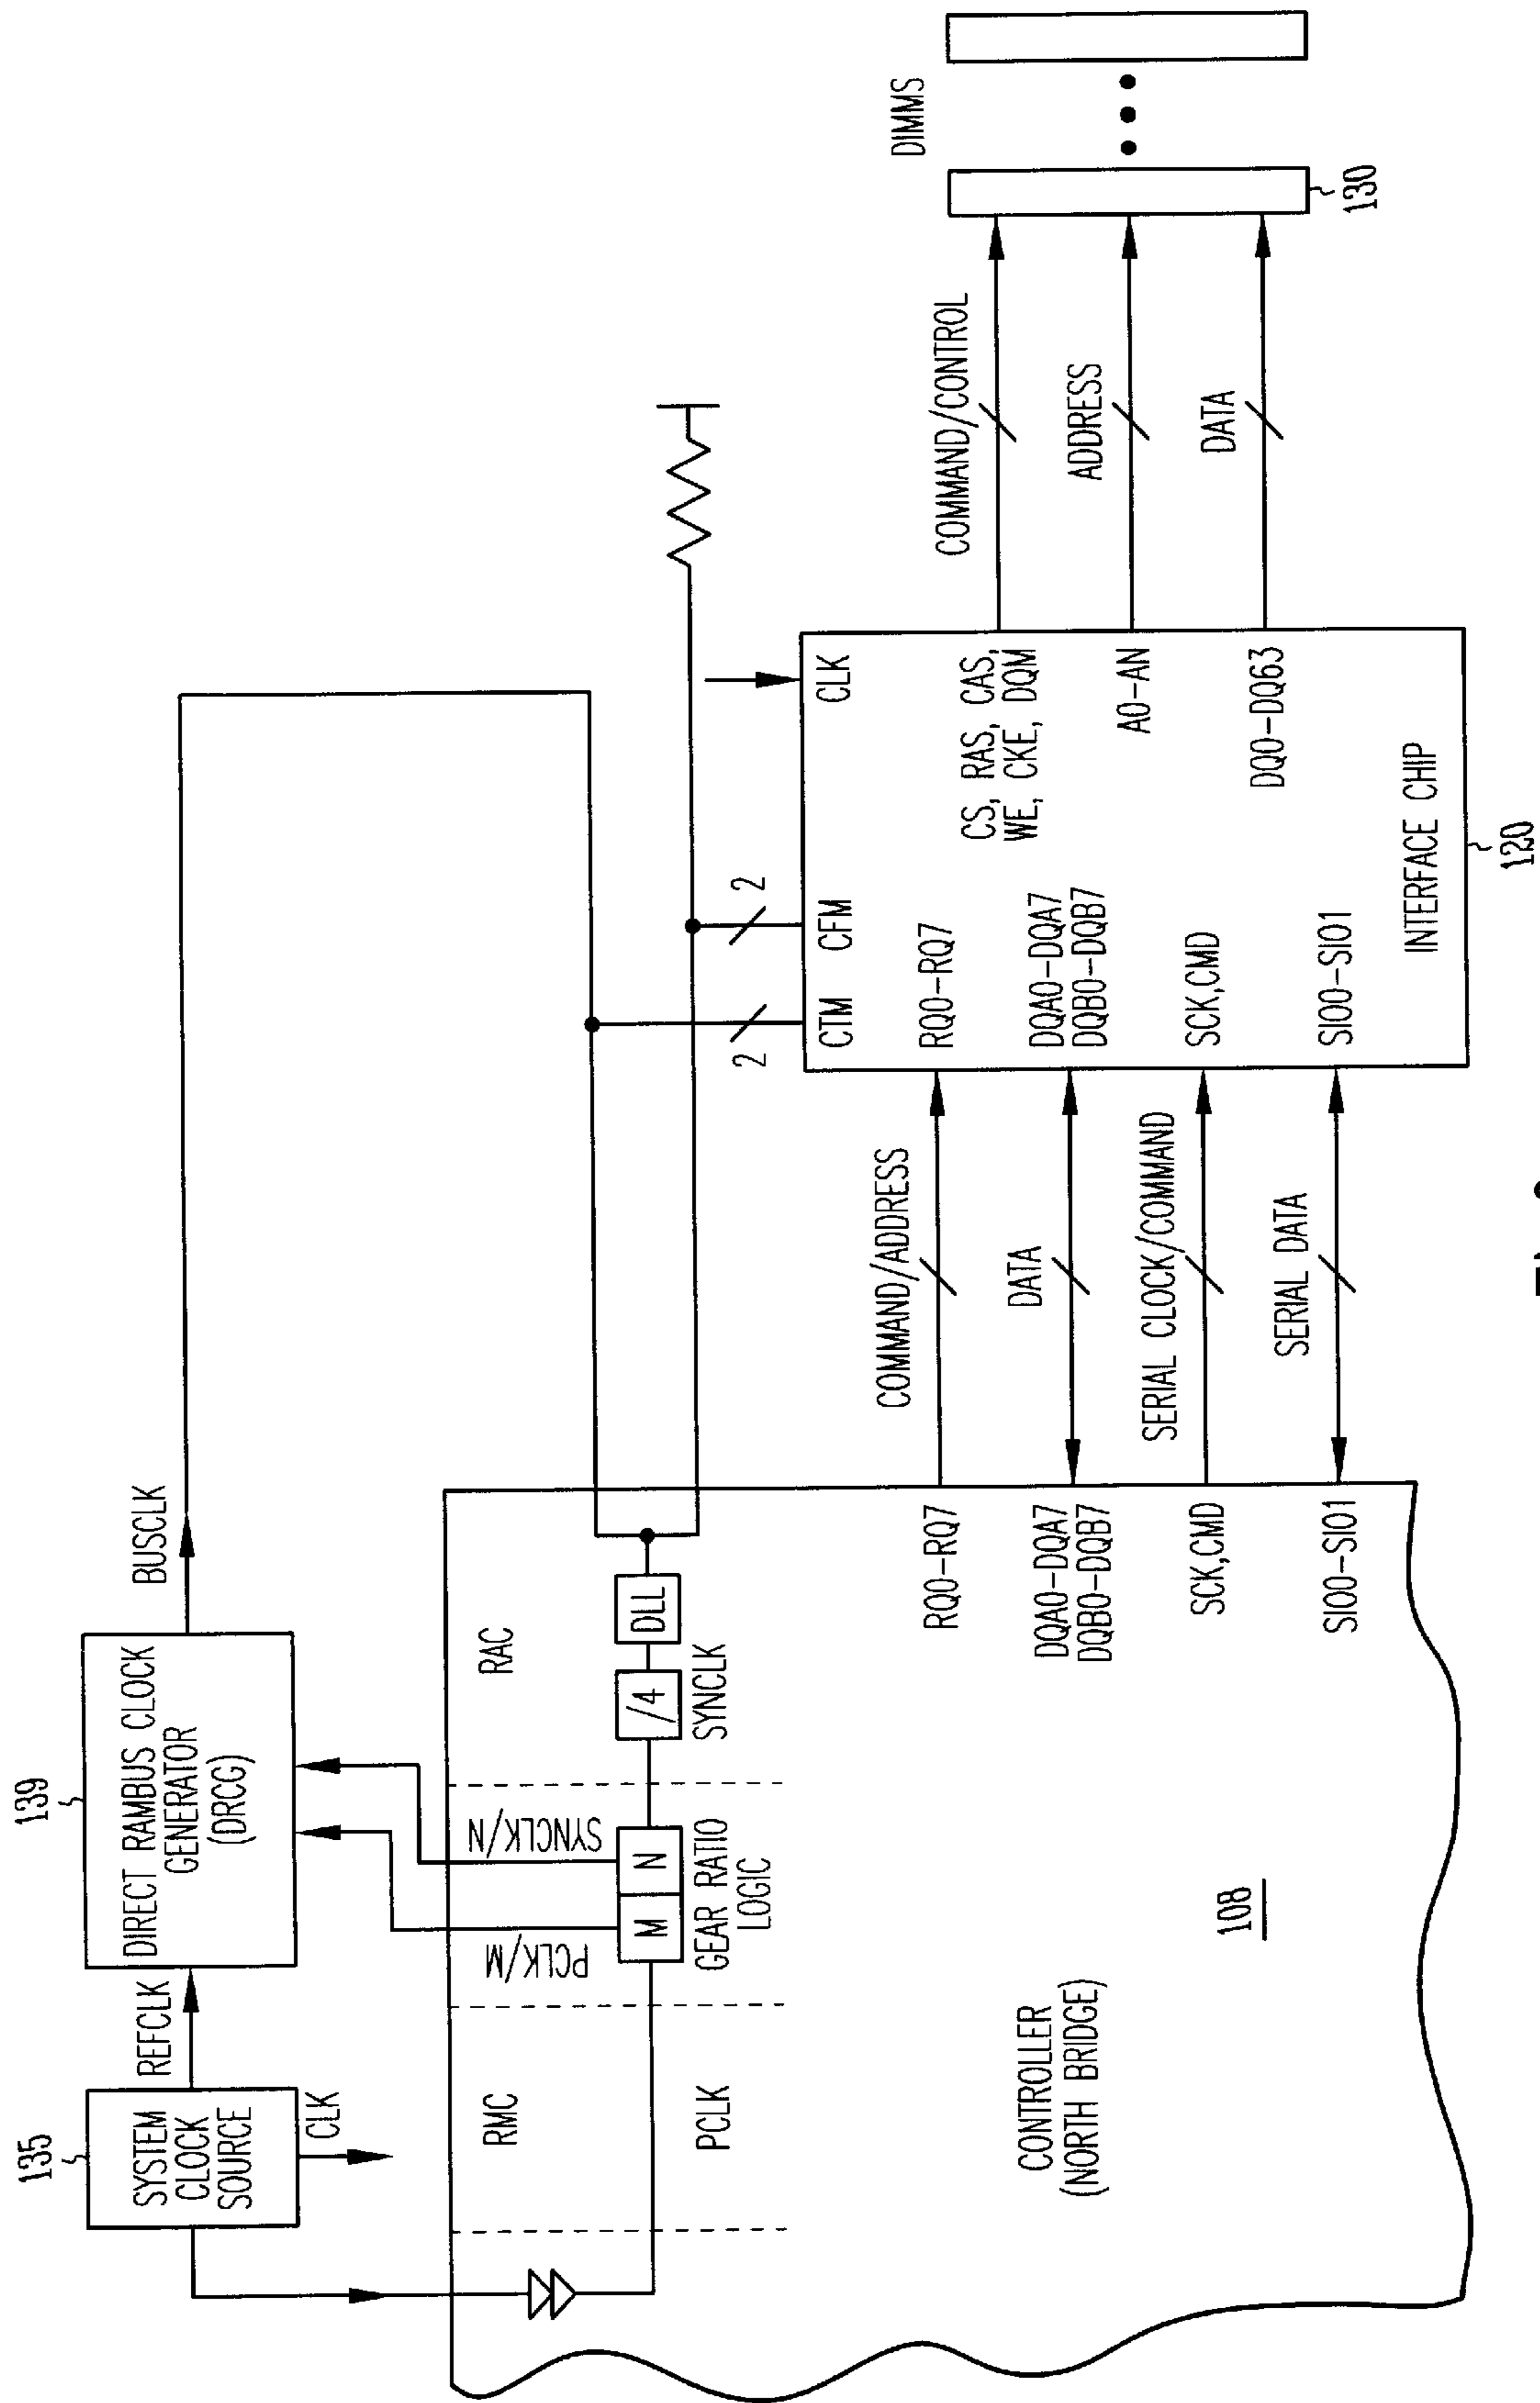 135
SYSTEM
CLOCK
SOURCE
REFCLK
CLK
139
DIRECT RAMBUS CLOCK
GENERATOR
(DRCG)
BUSCLK
RMC
PCLK
PCLK/M
SYNCLK/N
M
N
GEAR RATIO
LOGIC
RAC
/4
DLL
SYNCLK
CONTROLLER
(NORTH BRIDGE)
108
RQ0-RQ7
DQA0-DQA7
DQB0-DQB7
SCK,CMD
SIO0-SIO1
COMMAND/ADDRESS
DATA
SERIAL CLOCK/COMMAND
SERIAL DATA
2
2
CTM
CFM
CLK
RQ0-RQ7
DQA0-DQA7
DQB0-DQB7
SCK,CMD
SIO0-SIO1
CS, RAS, CAS,
WE, CKE, DQM
A0-AN
DQ0-DQ63
INTERFACE CHIP
120
COMMAND/CONTROL
ADDRESS
DATA
DIMMS
130